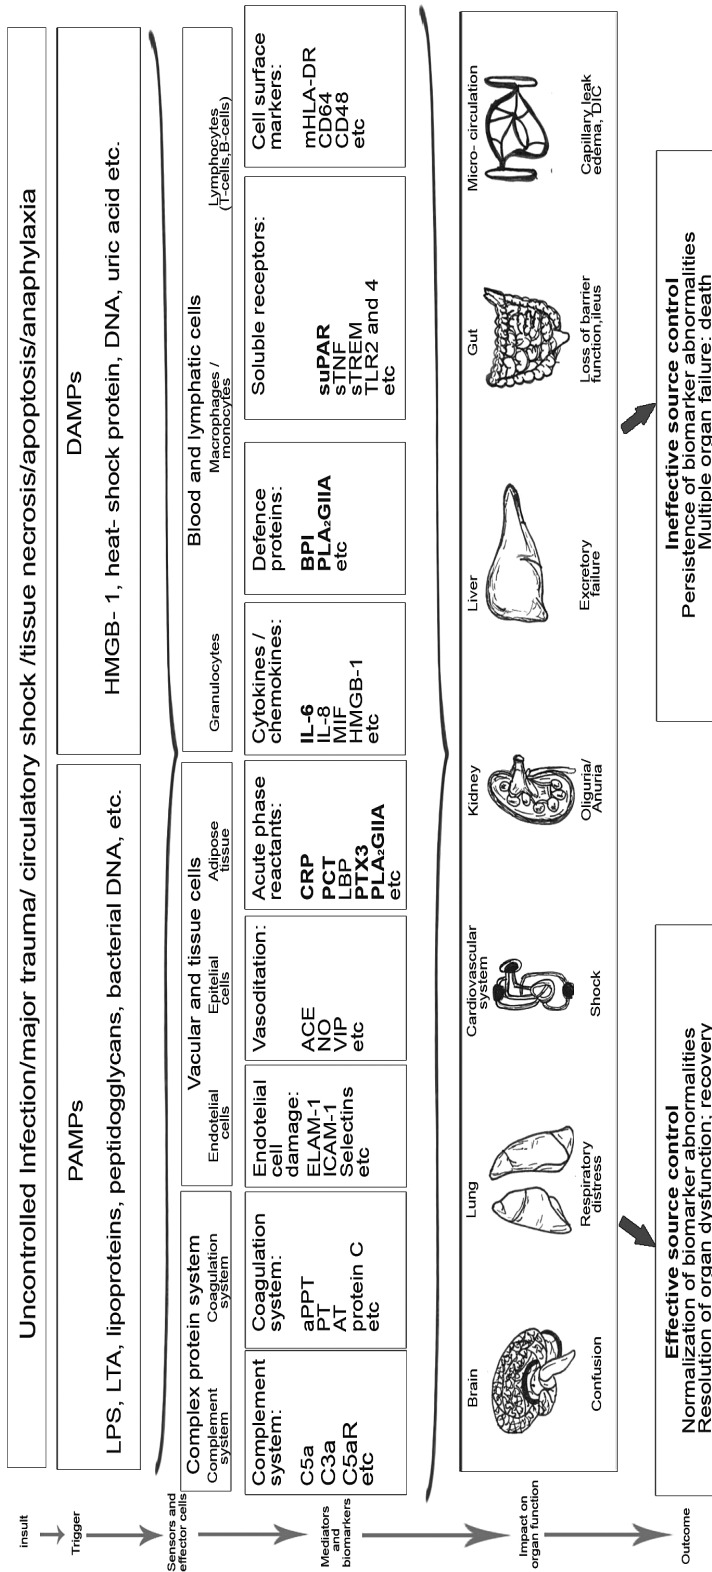 insult
Uncontrolled Infection/major trauma/ circulatory shock /tissue necrosis/apoptosis/anaphylaxia
Trigger
PAMPs
LPS, LTA, lipoproteins, peptidogglycans, bacterial DNA, etc.
DAMPs
HMGB- 1, heat- shock protein, DNA, uric acid etc.
Sensors and
effector cells
Complex protein system
Complement
system
Coagulation
system
Vacular and tissue cells
Endotelial
cells
Epitelial
cells
Adipose
tissue
Blood and lymphatic cells
Granulocytes
Macrophages /
monocytes
Lymphocytes
(T-cells,B-cells)
Mediators
and
biomarkers
Complement
system:
C5a
C3a
C5aR
etc
Coagulation
system:
aPPT
PT
AT
protein C
etc
Endotelial
cell
damage:
ELAM-1
ICAM-1
Selectins
etc
Vasoditation:
ACE
NO
VIP
etc
Acute phase
reactants:
CRP
PCT
LBP
PTX3
PLA₂GIIA
etc
Cytokines /
chemokines:
IL-6
IL-8
MIF
HMGB-1
etc
Defence
proteins:
BPI
PLA₂GIIA
etc
Soluble receptors:
suPAR
sTNF
sTREM
TLR2 and 4
etc
Cell surface
markers:
mHLA-DR
CD64
CD48
etc
Impact on
organ function
Brain
Confusion
Lung
Respiratory
distress
Cardiovascular
system
Shock
Kidney
Oliguria/
Anuria
Liver
Excretory
failure
Gut
Loss of barrier
function,ileus
Micro- circulation
Capillary leak
edema, DIC
Outcome
Effective source control
Normalization of biomarker abnormalities
Resolution of organ dysfunction; recovery
Ineffective source control
Persistence of biomarker abnormalities
Multiple organ failure; death